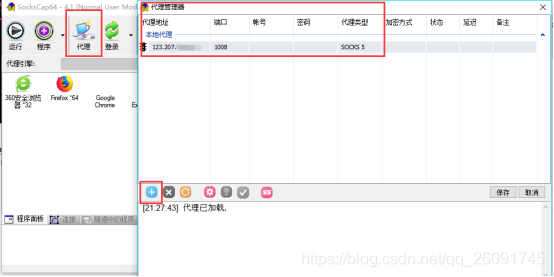 SocksCap64 - 4.1 [Normal User Mod
运行
程序
代理
登录
代理引擎:
360安全浏览
器 *32
Firefox *64
Google
Chrome
程序面板
连接
隧道中的程序
代理管理器
代理地址 端口 帐号 密码 代理类型 加密方式 状态 延迟 备注
本地代理
123.207. 1008 SOCKS 5
保存 取消
[21:27:43] 代理已加载.
https://blog.csdn.net/qq_26091745